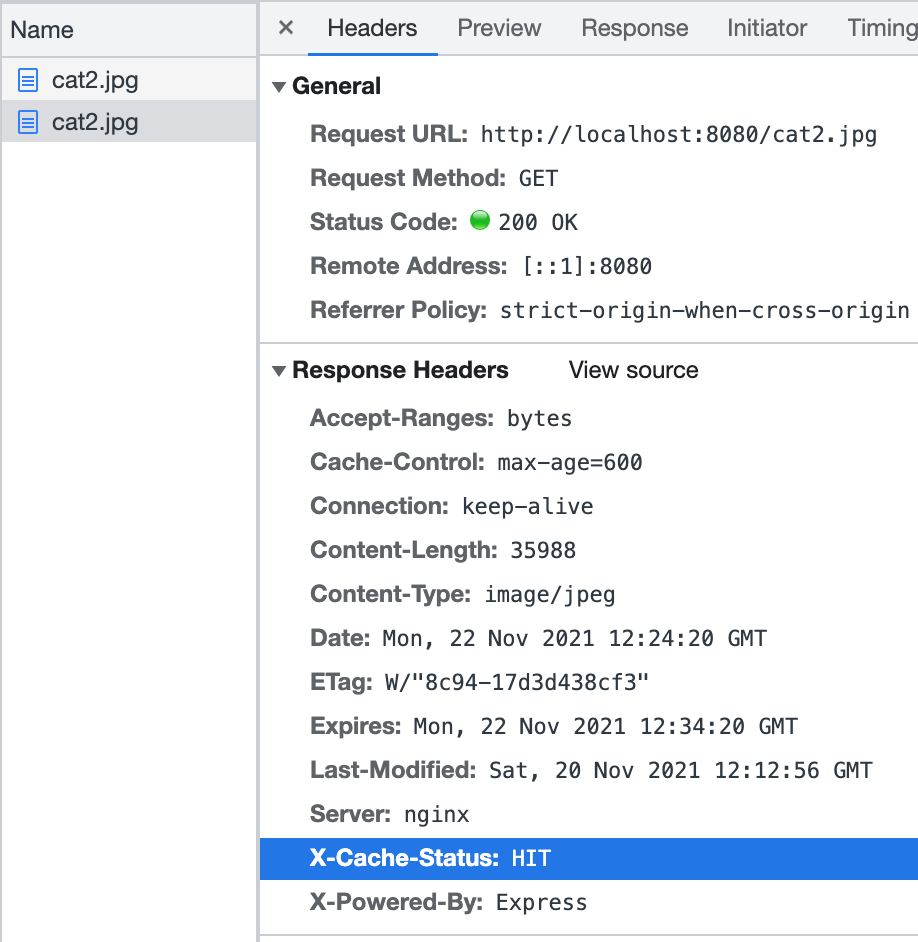 Name
× Headers Preview Response Initiator Timing
cat2.jpg
cat2.jpg
General
Request URL: http://localhost:8080/cat2.jpg
Request Method: GET
Status Code: 200 OK
Remote Address: [::1]:8080
Referrer Policy: strict-origin-when-cross-origin
Response Headers View source
Accept-Ranges: bytes
Cache-Control: max-age=600
Connection: keep-alive
Content-Length: 35988
Content-Type: image/jpeg
Date: Mon, 22 Nov 2021 12:24:20 GMT
ETag: W/"8c94-17d3d438cf3"
Expires: Mon, 22 Nov 2021 12:34:20 GMT
Last-Modified: Sat, 20 Nov 2021 12:12:56 GMT
Server: nginx
X-Cache-Status: HIT
X-Powered-By: Express